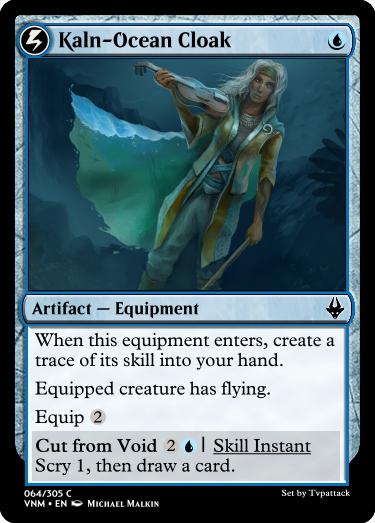 Kaln-Ocean Cloak
Artifact — Equipment
When this equipment enters, create a
trace of its skill into your hand.
Equipped creature has flying.
Equip 2
Cut from Void 2 | Skill Instant
Scry 1, then draw a card.
064/305 C
VNM • EN Michael Malkin
Set by Tvpattack